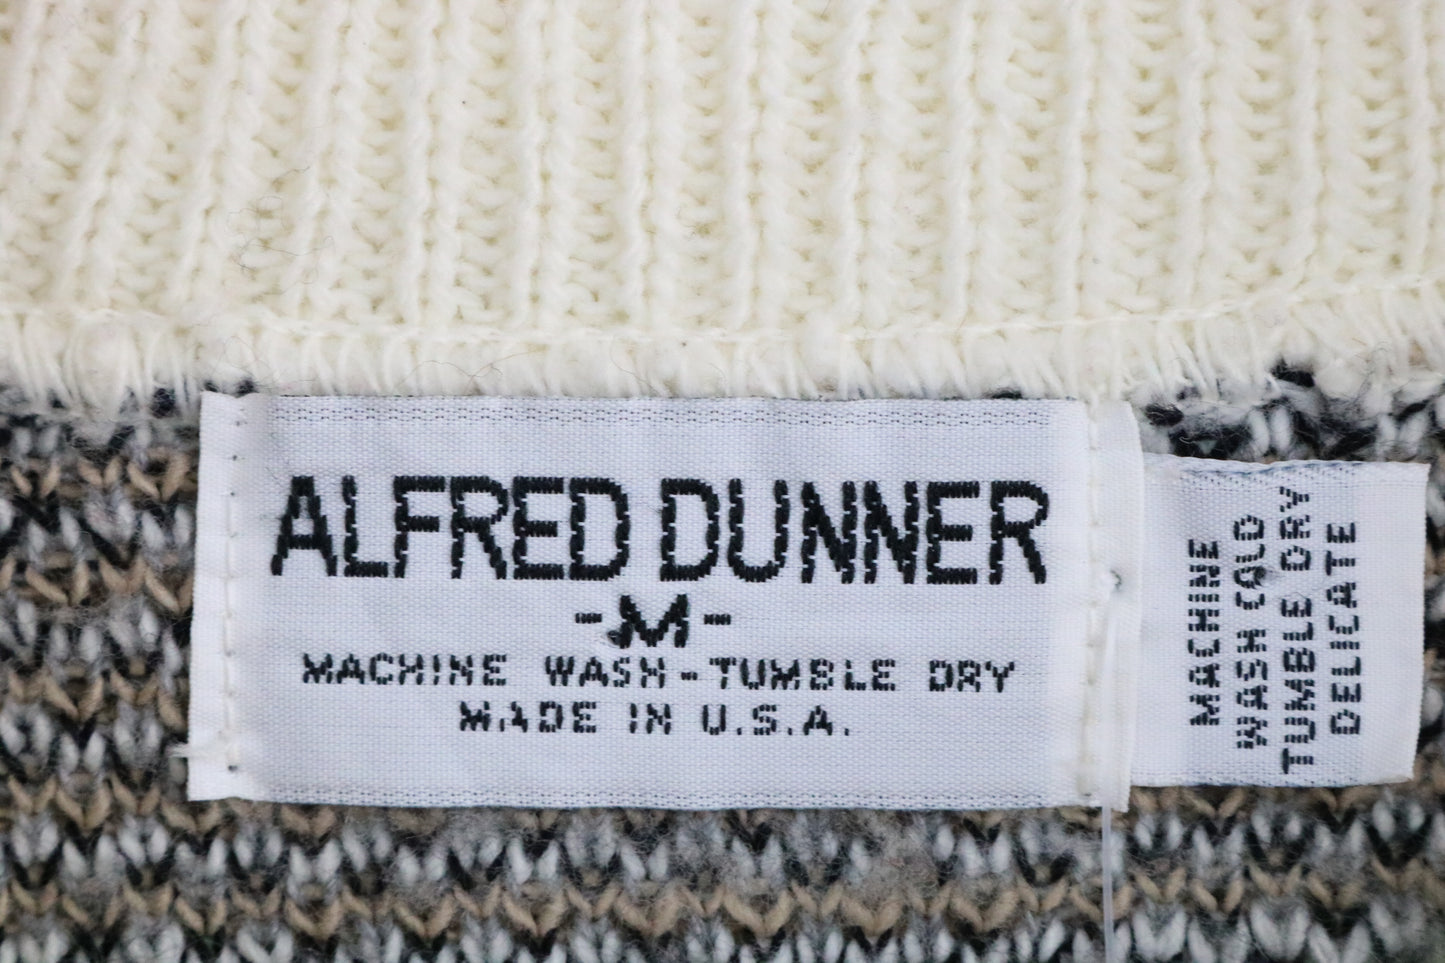 ALFRED DUNNER
-M-
MACHINE WASH-TUMBLE DRY
MADE IN U.S.A.
MACHINE
WASH COLD
TUMBLE DRY
DELICATE